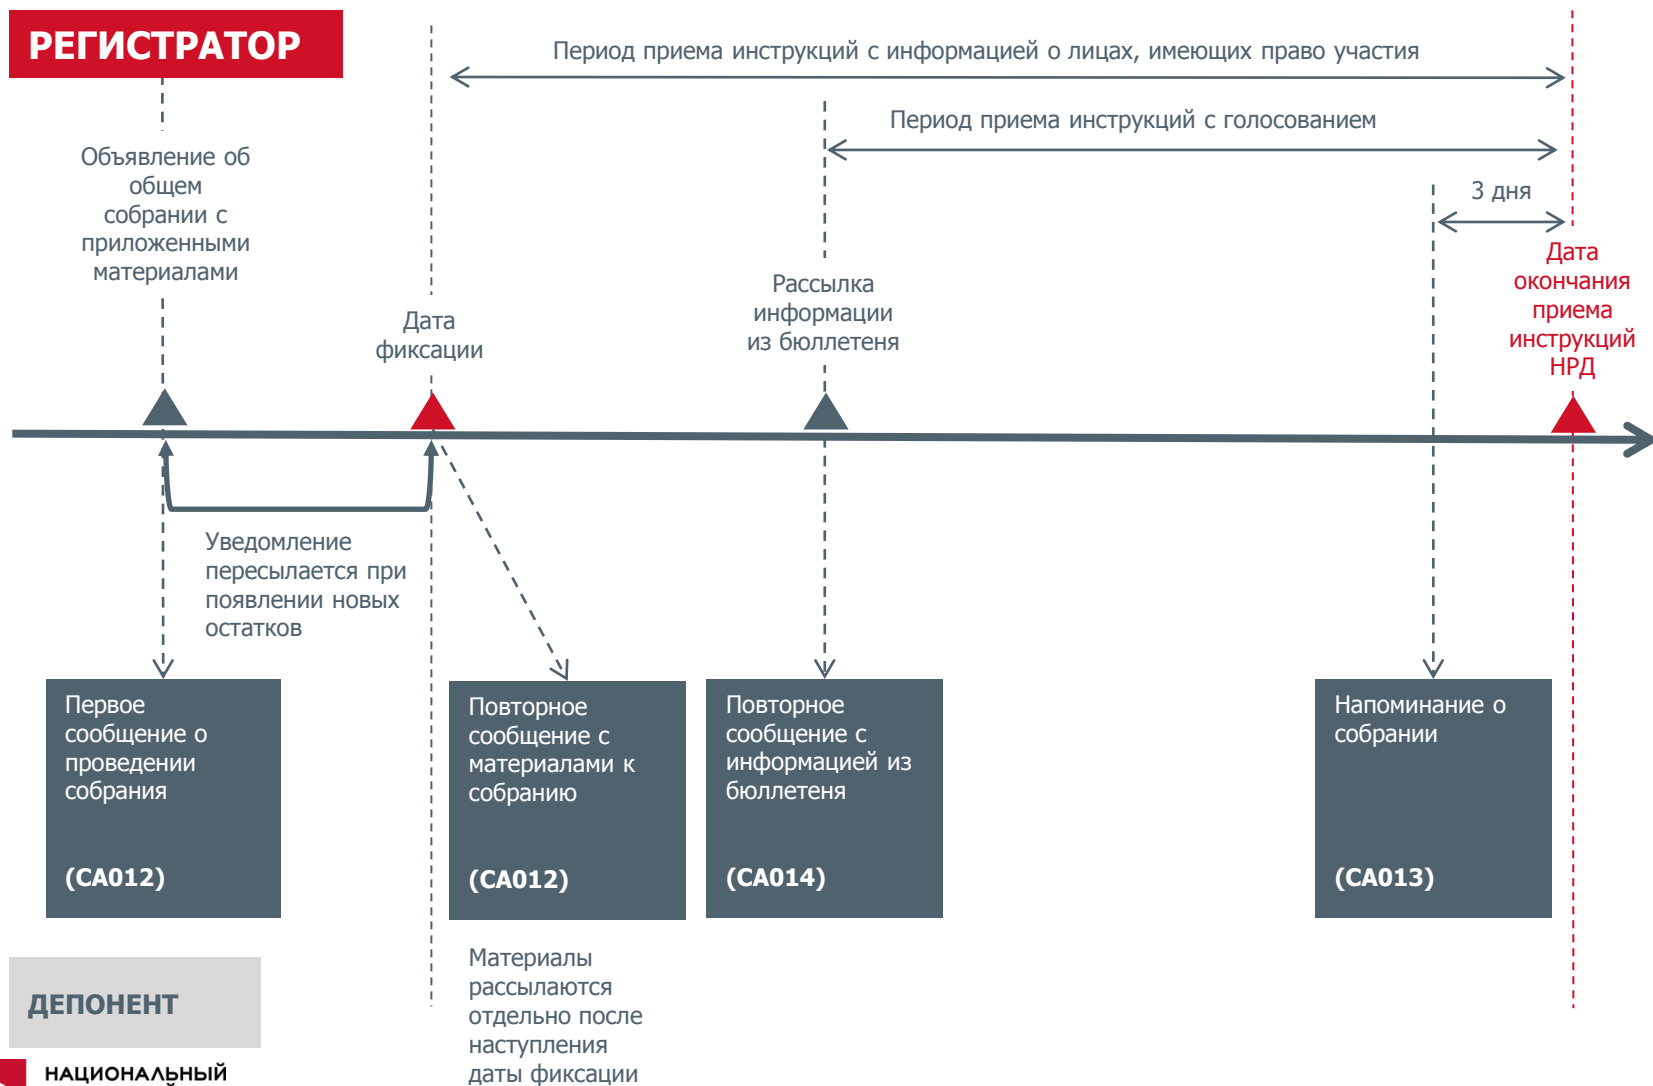 РЕГИСТРАТОР
Период приема инструкций с информацией о лицах, имеющих право участия
Период приема инструкций с голосованием
3 дня
Объявление об
общем
собрании с
приложенными
материалами
Дата
фиксации
Рассылка
информации
из бюллетеня
Дата
окончания
приема
инструкций
НРД
Уведомление
пересылается при
появлении новых
остатков
Первое
сообщение о
проведении
собрания
(CA012)
Повторное
сообщение с
материалами к
собранию
(CA012)
Повторное
сообщение с
информацией из
бюллетеня
(CA014)
Напоминание о
собрании
(CA013)
Материалы
рассылаются
отдельно после
наступления
даты фиксации
ДЕПОНЕНТ
НАЦИОНАЛЬНЫЙ